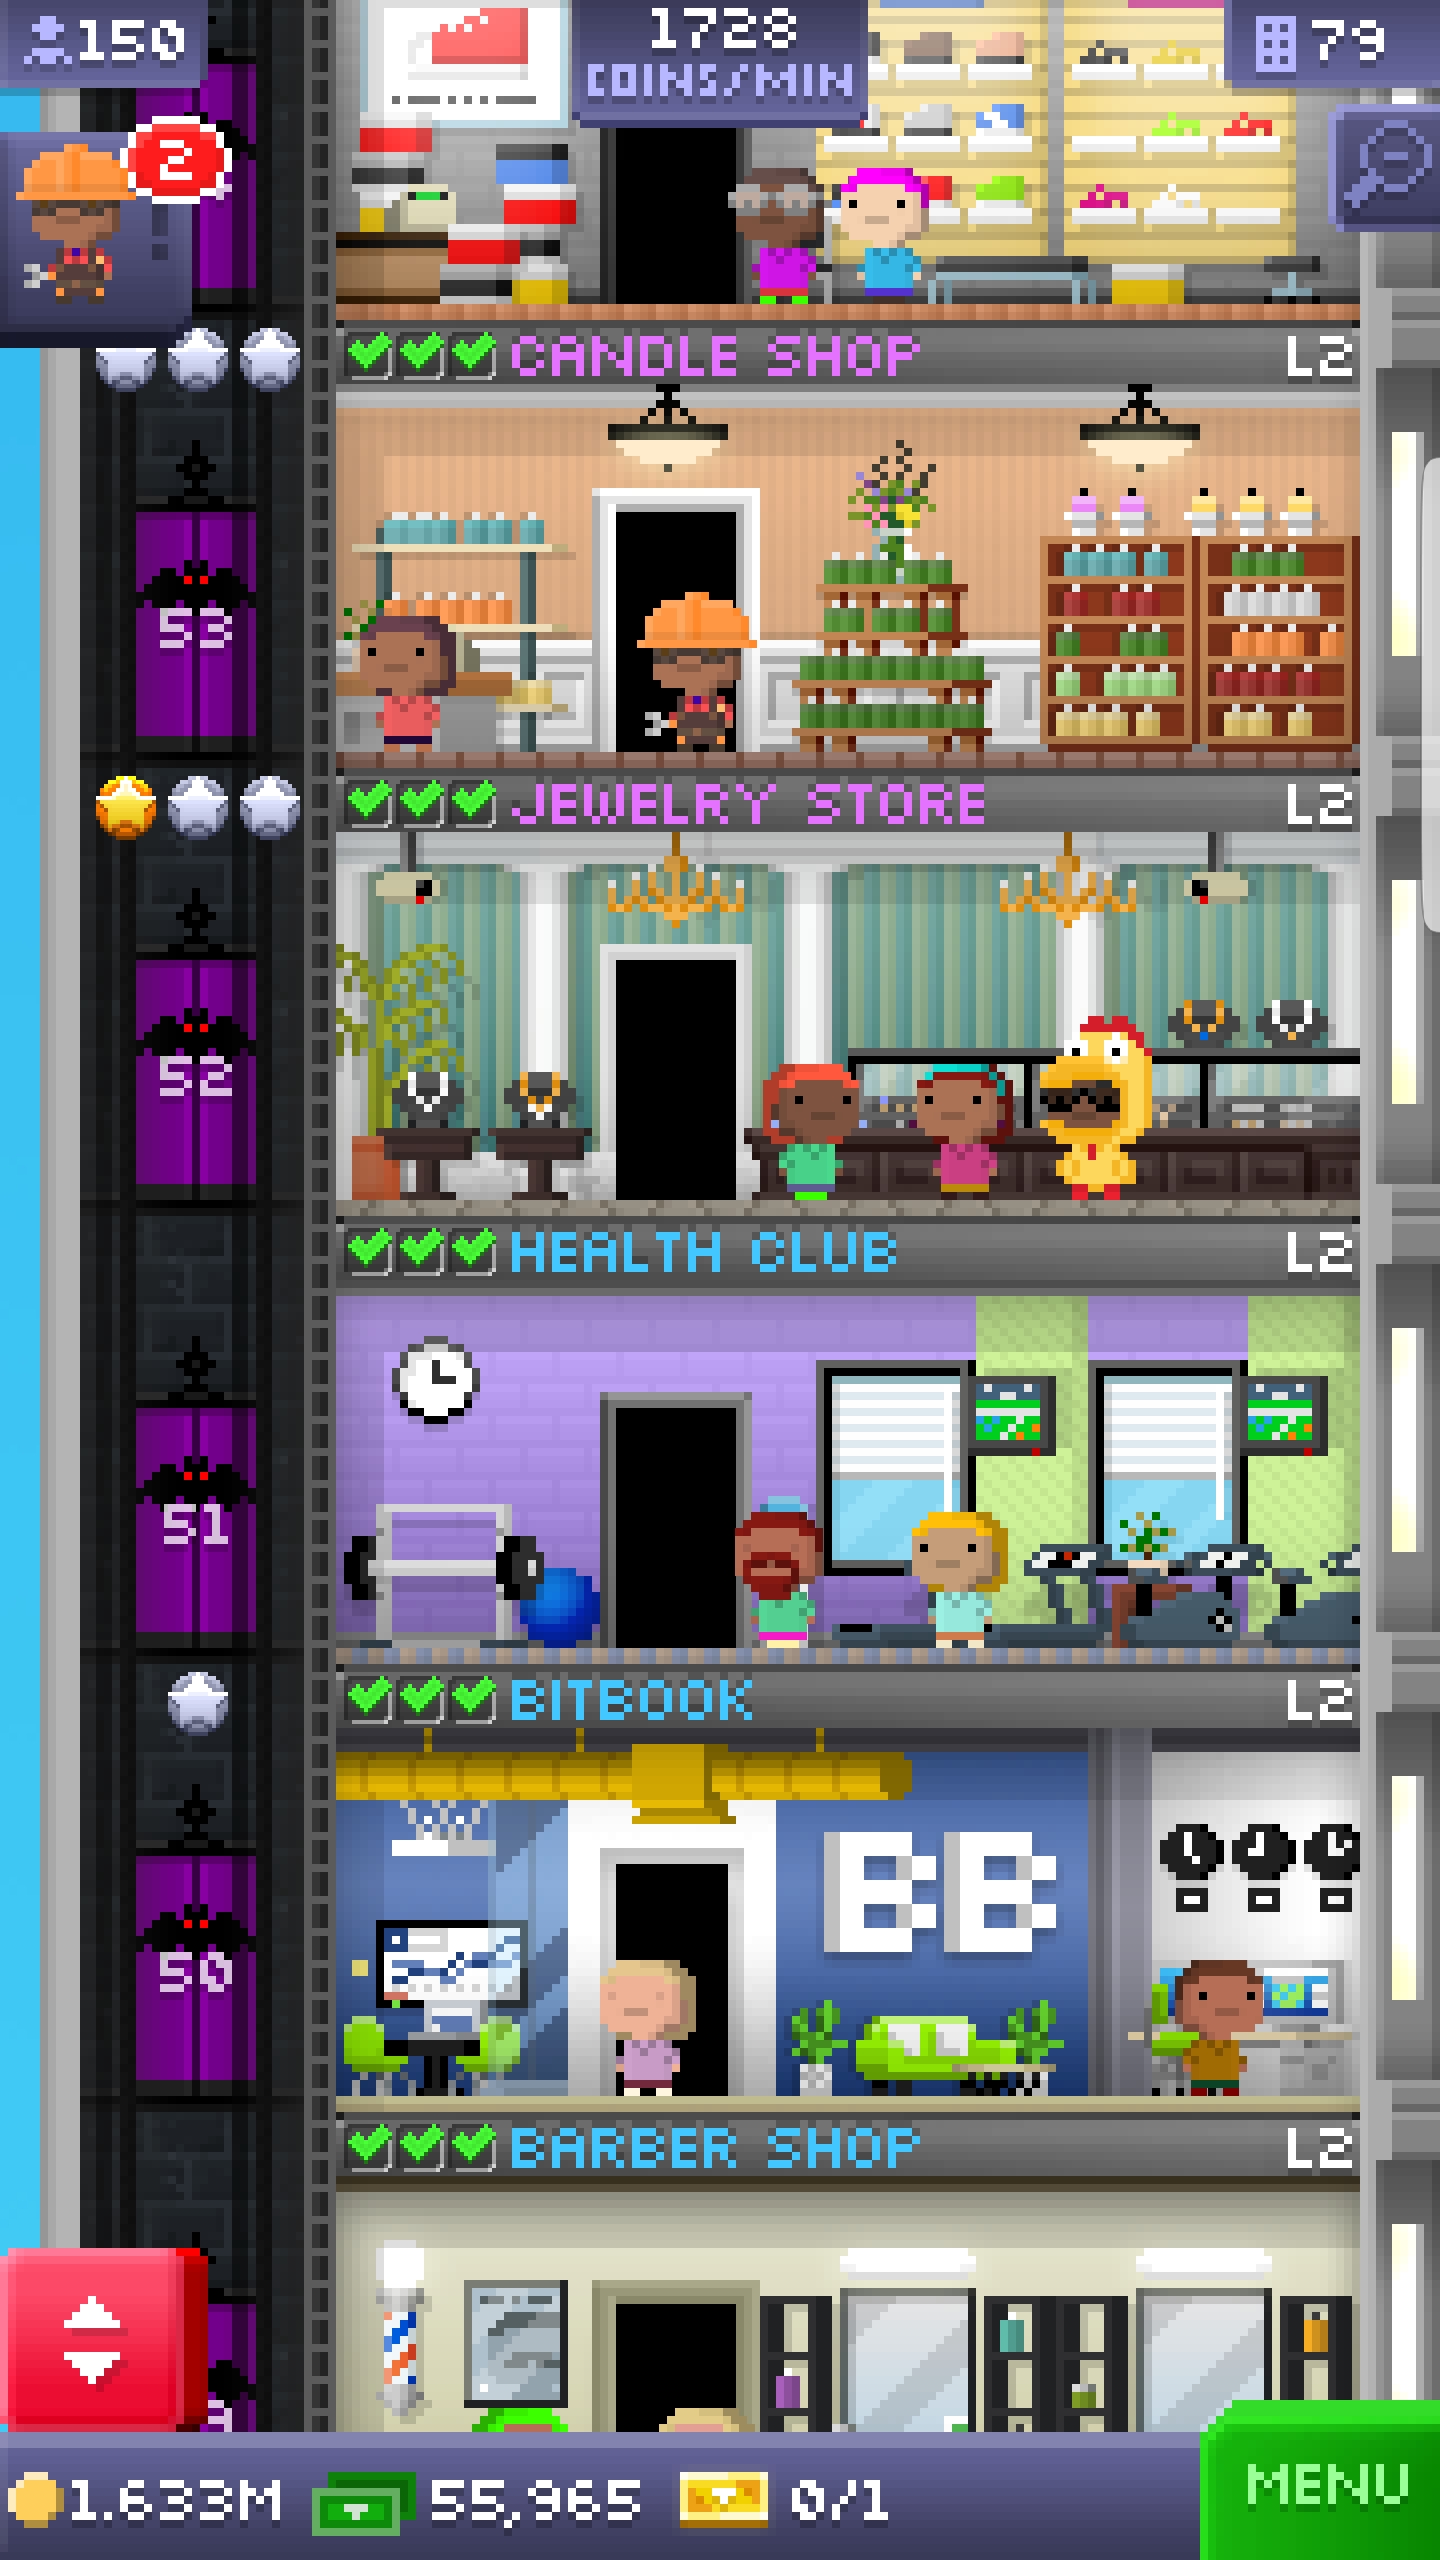 150
1728
COINS/MIN
79
2
CANDLE SHOP L2
53
JEWELRY STORE L2
52
HEALTH CLUB L2
51
BITBOOK L2
BB
50
BARBER SHOP L2
1.633M 55,965 0/1
MENU